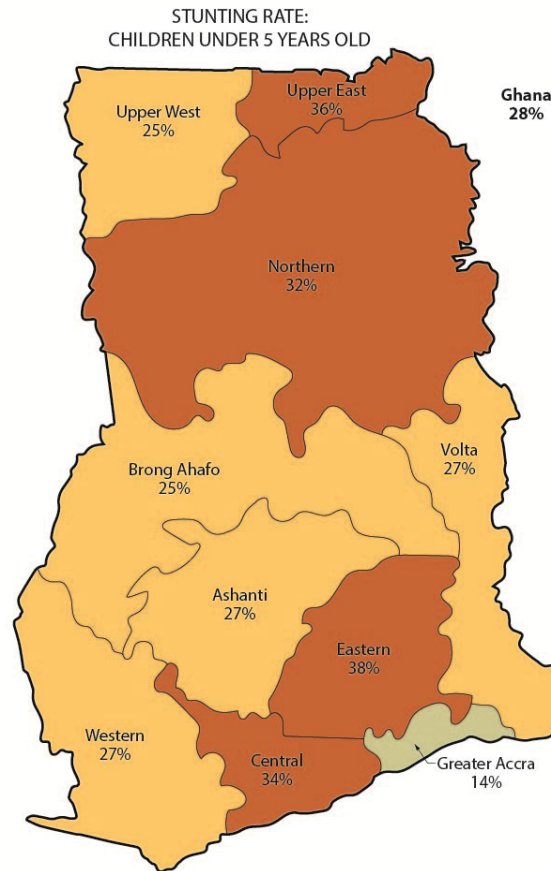 STUNTING RATE:
CHILDREN UNDER 5 YEARS OLD
Upper East
36%
Ghana
28%
Upper West
25%
Northern
32%
Volta
27%
Brong Ahafo
25%
Ashanti
27%
Eastern
38%
Western
27%
Central
34%
Greater Accra
14%